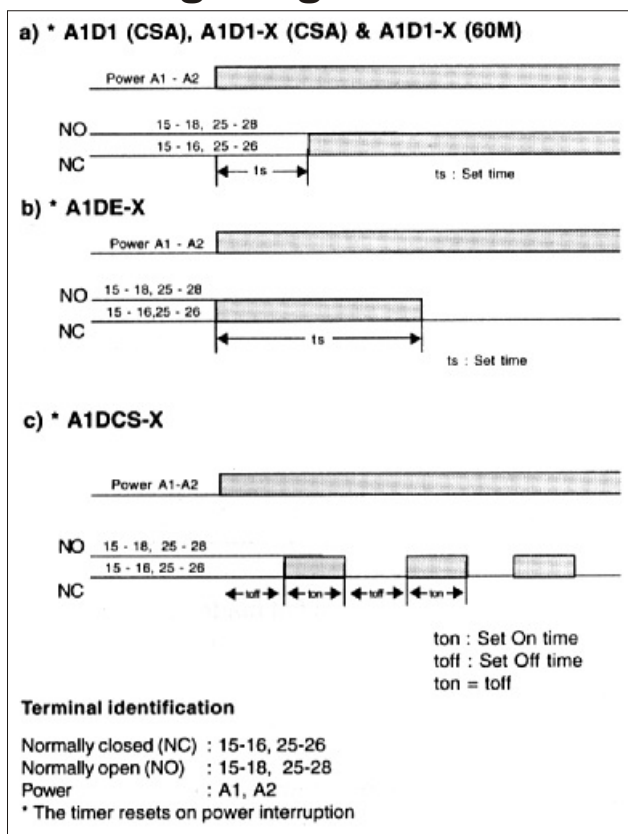 a) * A1D1 (CSA), A1D1-X (CSA) & A1D1-X (60M)
Power A1 - A2
NO 15 - 18, 25 - 28
15 - 16, 25 - 26
NC
ts
ts : Set time
b) * A1DE-X
Power A1 - A2
NO 15 - 18, 25 - 28
15 - 16,25 - 26
NC
ts
ts : Set time
c) * A1DCS-X
Power A1-A2
NO 15 - 18, 25 - 28
15 - 16, 25 - 26
NC
toff ton toff ton
ton : Set On time
toff : Set Off time
ton = toff
Terminal identification
Normally closed (NC) : 15-16, 25-26
Normally open (NO) : 15-18, 25-28
Power : A1, A2
* The timer resets on power interruption